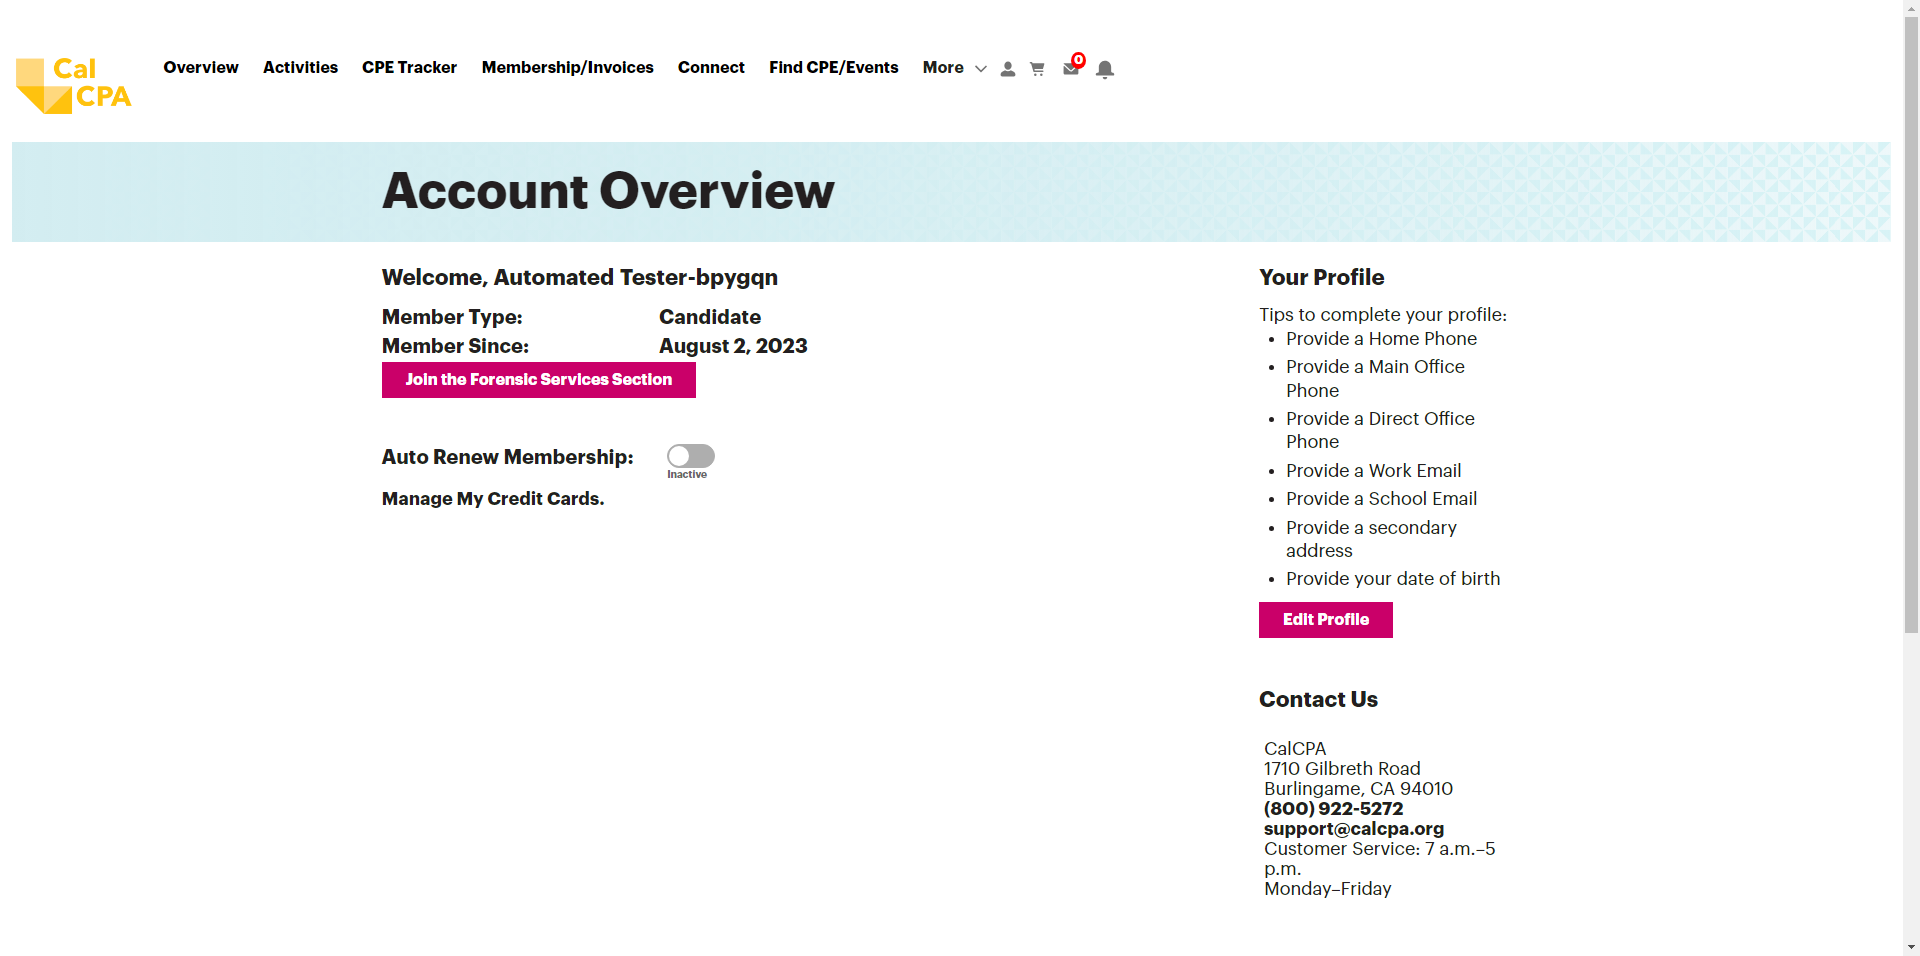 Cal
CPA
Overview Activities CPE Tracker Membership/Invoices Connect Find CPE/Events More 0
Account Overview
Welcome, Automated Tester-bpygqn
Member Type: Candidate
Member Since: August 2, 2023
Join the Forensic Services Section
Auto Renew Membership:
Inactive
Manage My Credit Cards.
Your Profile
Tips to complete your profile:
• Provide a Home Phone
• Provide a Main Office
Phone
• Provide a Direct Office
Phone
• Provide a Work Email
• Provide a School Email
• Provide a secondary
address
• Provide your date of birth
Edit Profile
Contact Us
CalCPA
1710 Gilbreth Road
Burlingame, CA 94010
(800) 922-5272
support@calcpa.org
Customer Service: 7 a.m.–5
p.m.
Monday–Friday